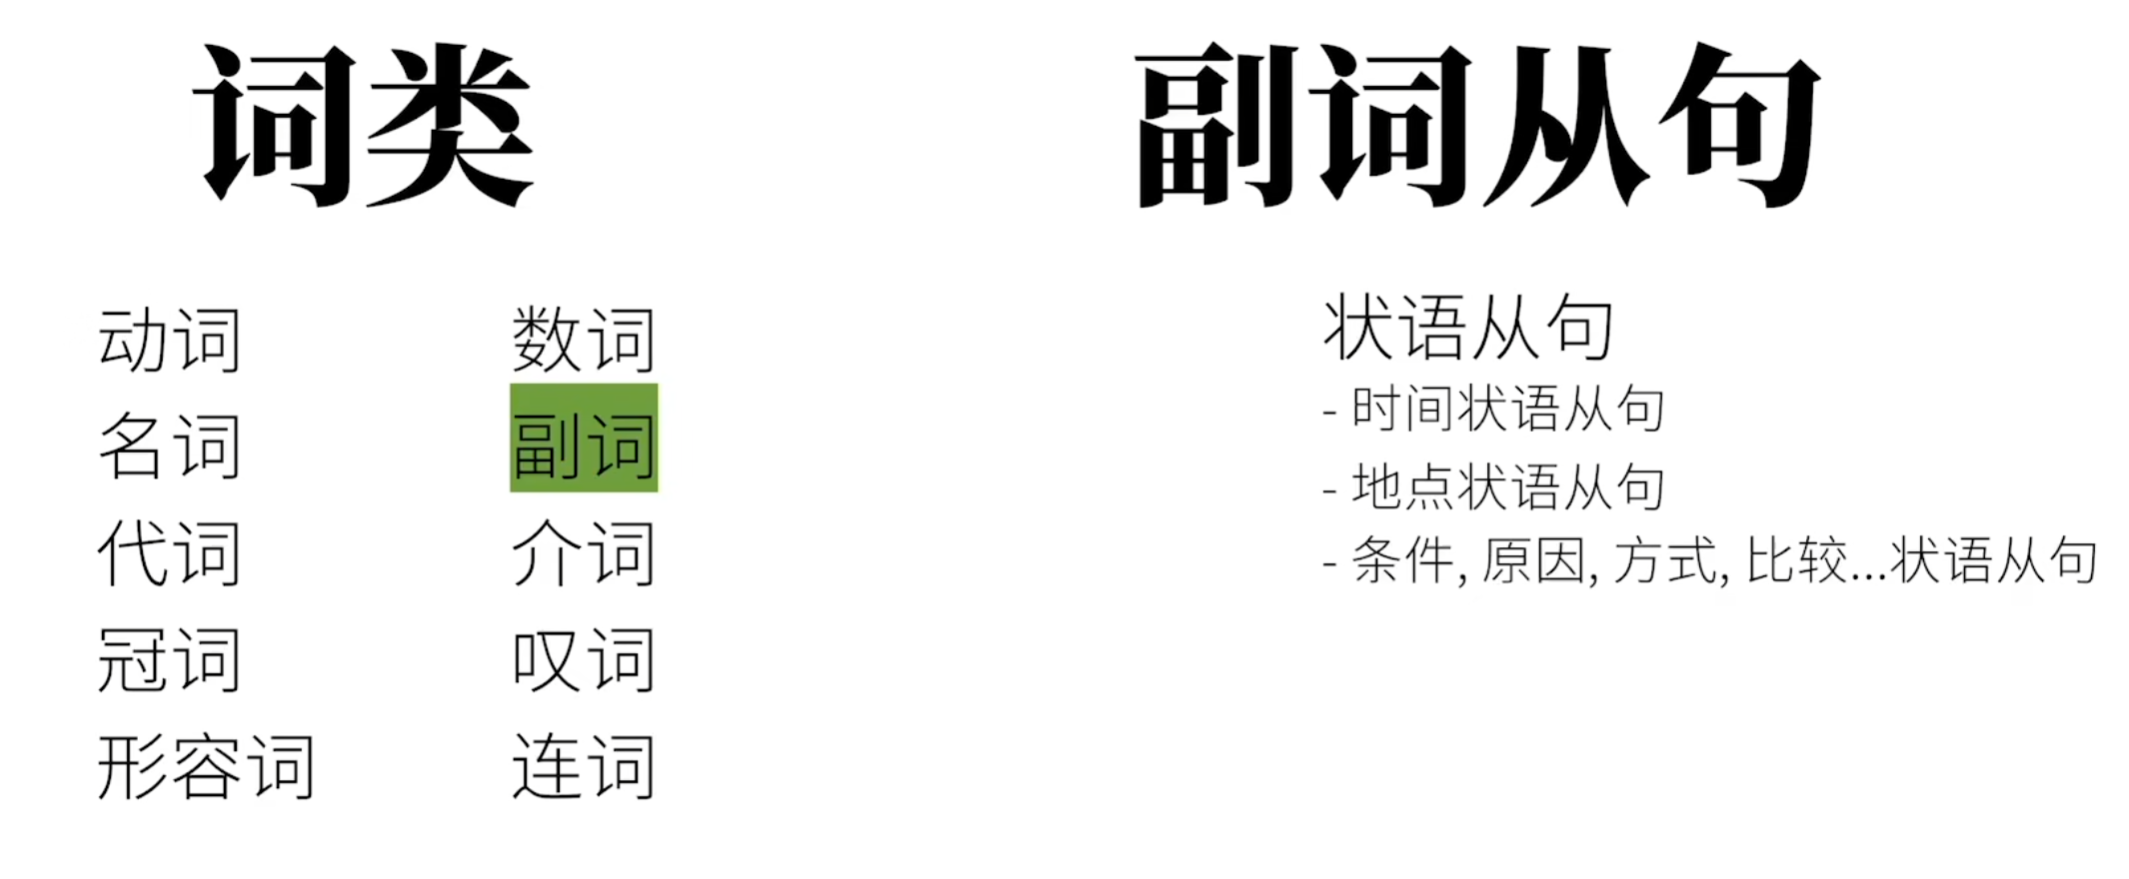 词类
动词
名词
代词
冠词
形容词
数词
副词
介词
叹词
连词
副词从句
状语从句
- 时间状语从句
- 地点状语从句
- 条件, 原因, 方式, 比较...状语从句